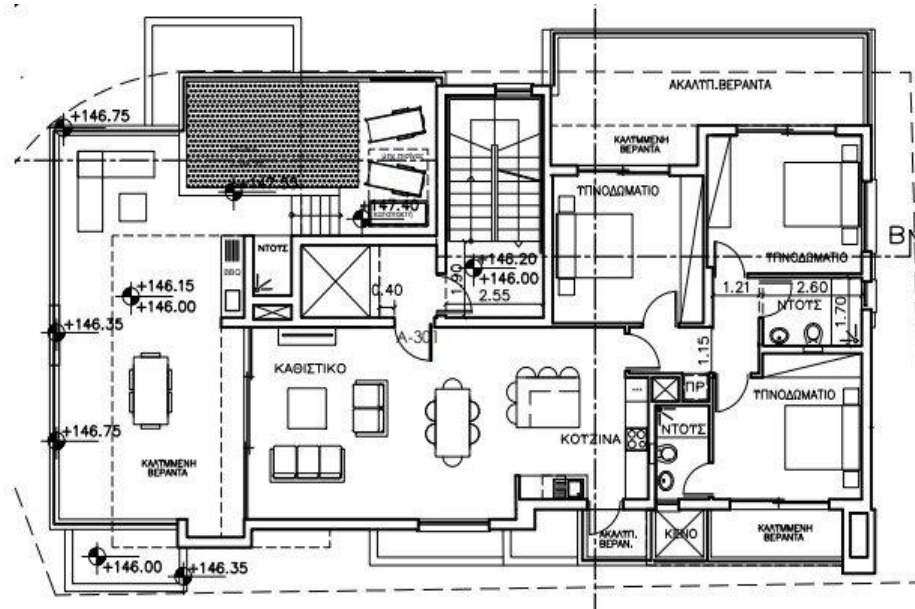 +146.75
ΑΚΑΛΥΠ.ΒΕΡΑΝΤΑ
ΚΑΛΥΜΜΕΝΗ
ΒΕΡΑΝΤΑ
ΥΠΝΟΔΩΜΑΤΙΟ
+147.40
ΝΤΟΥΣ
BBQ
ΥΠΝΟΔΩΜΑΤΙΟ
+146.20
+146.00
1.90
2.55
0.40
+146.15
+146.00
1.21
2.60
ΝΤΟΥΣ
1.70
+146.35
A-301
1.15
ΚΑΘΙΣΤΙΚΟ
ΠΡ
ΥΠΝΟΔΩΜΑΤΙΟ
ΝΤΟΥΣ
ΚΟΥΖΙΝΑ
+146.75
ΚΑΛΥΜΜΕΝΗ
ΒΕΡΑΝΤΑ
ΑΚΑΛΥΠ.
ΒΕΡΑΝ.
ΚΕΝΟ
ΚΑΛΥΜΜΕΝΗ
ΒΕΡΑΝΤΑ
+146.00
+146.35